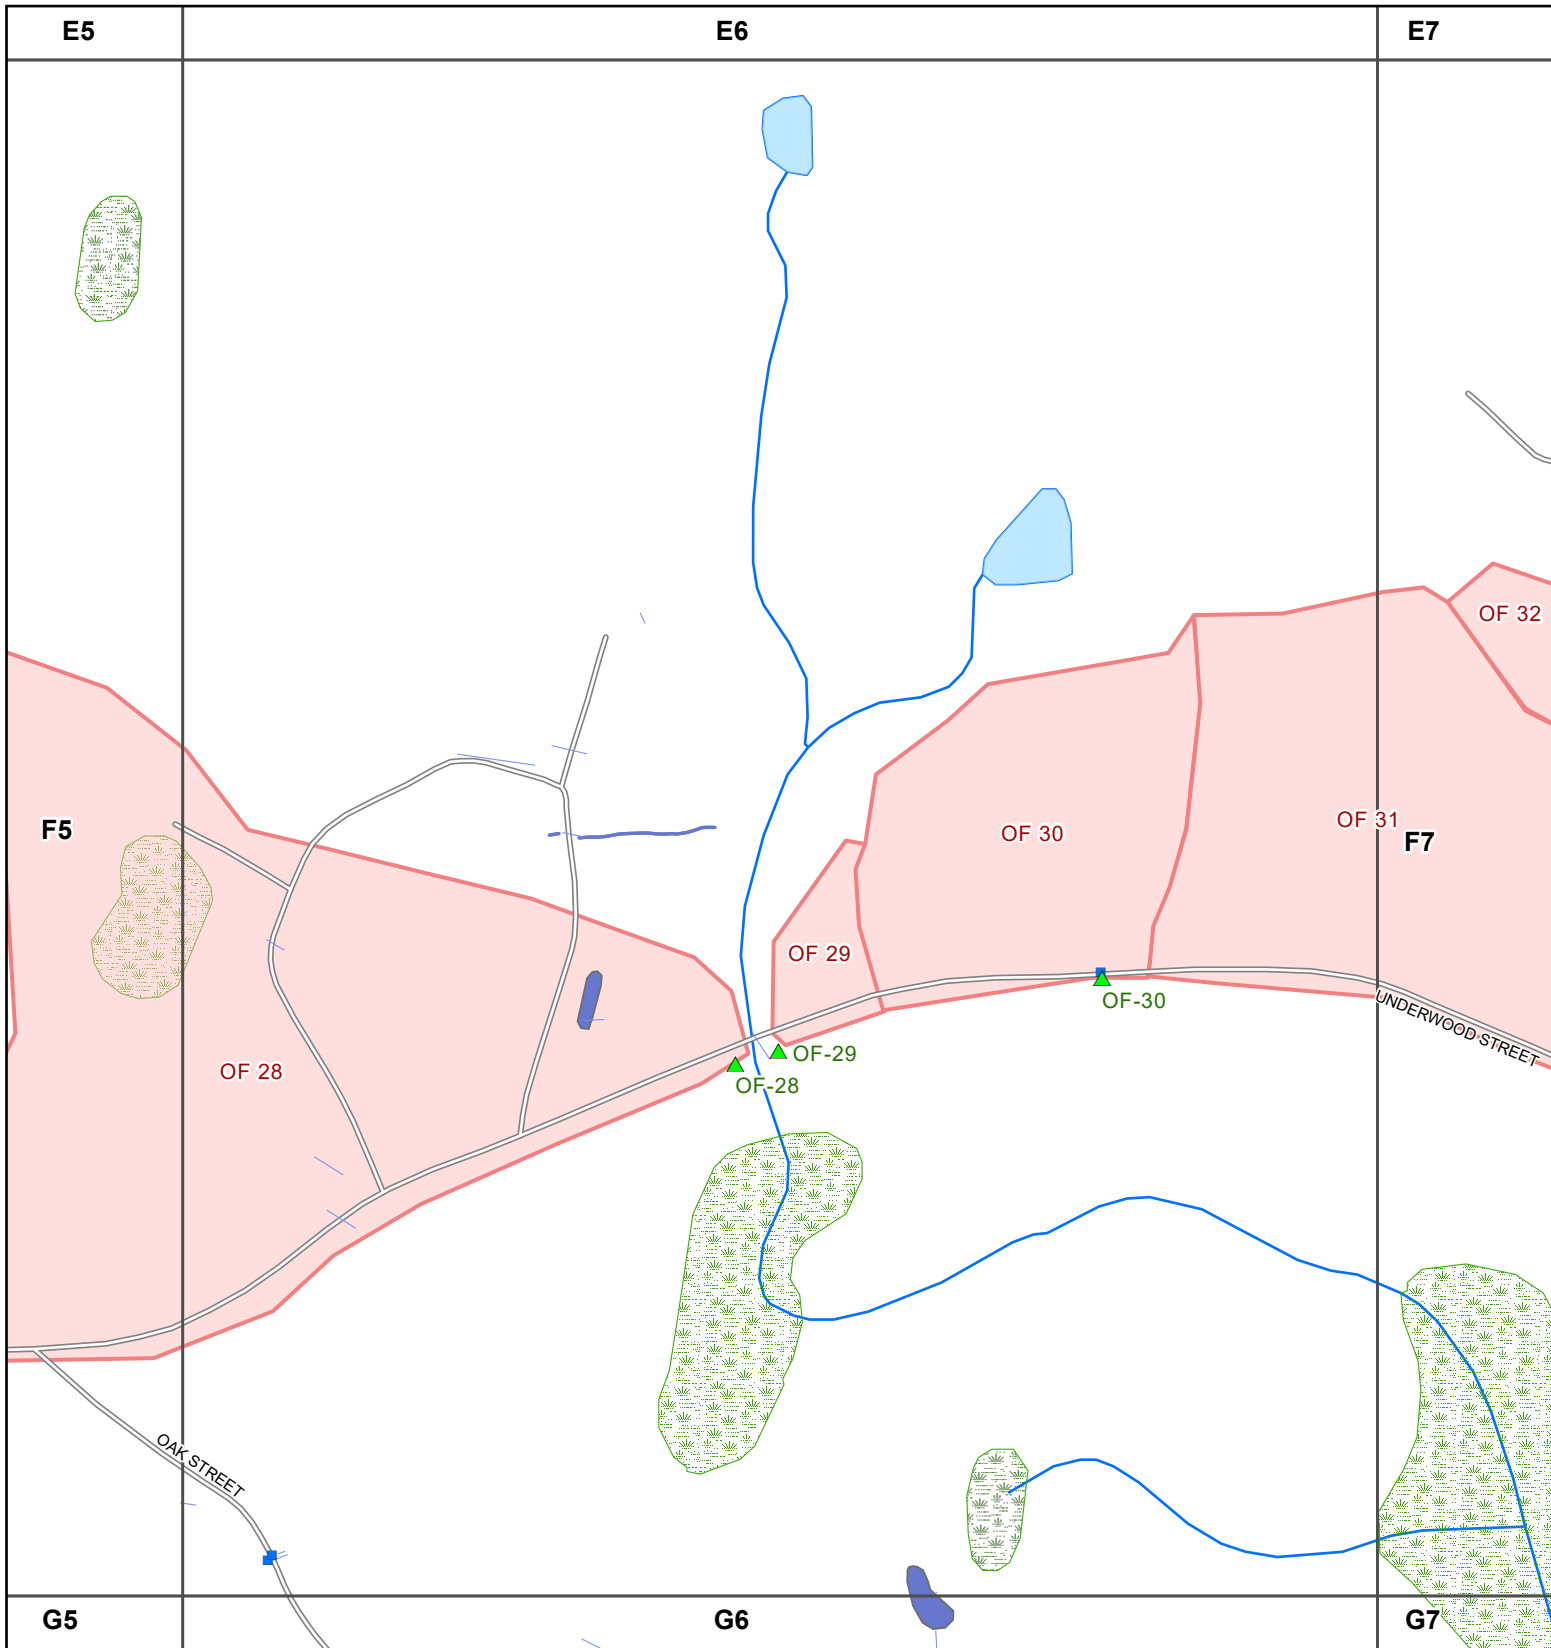 E5
E6
E7
OF 32
F5
OF 30
OF 31
F7
OF 29
OF-30
UNDERWOOD STREET
OF-29
OF 28
OF-28
OAK STREET
G5
G6
G7